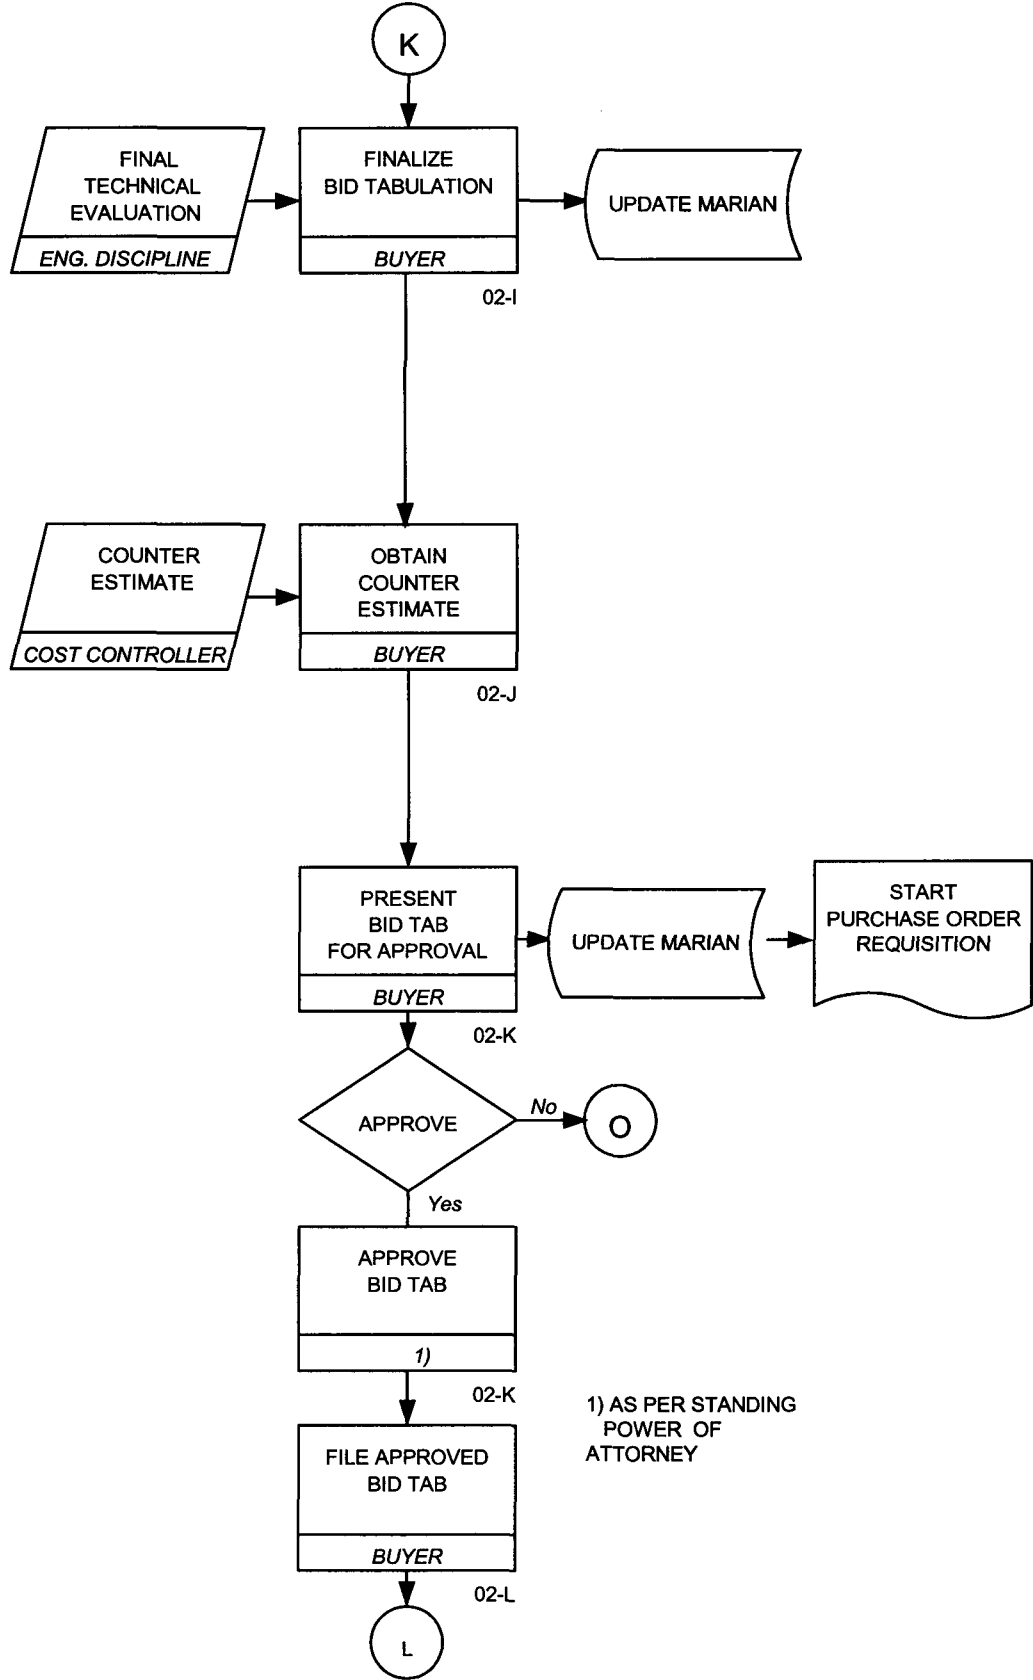 K
FINAL
TECHNICAL
EVALUATION
ENG. DISCIPLINE
FINALIZE
BID TABULATION
BUYER
02-I
UPDATE MARIAN
COUNTER
ESTIMATE
COST CONTROLLER
OBTAIN
COUNTER
ESTIMATE
BUYER
02-J
PRESENT
BID TAB
FOR APPROVAL
BUYER
02-K
UPDATE MARIAN
START
PURCHASE ORDER
REQUISITION
APPROVE
No
O
Yes
APPROVE
BID TAB
1)
02-K
1) AS PER STANDING
POWER OF
ATTORNEY
FILE APPROVED
BID TAB
BUYER
02-L
L